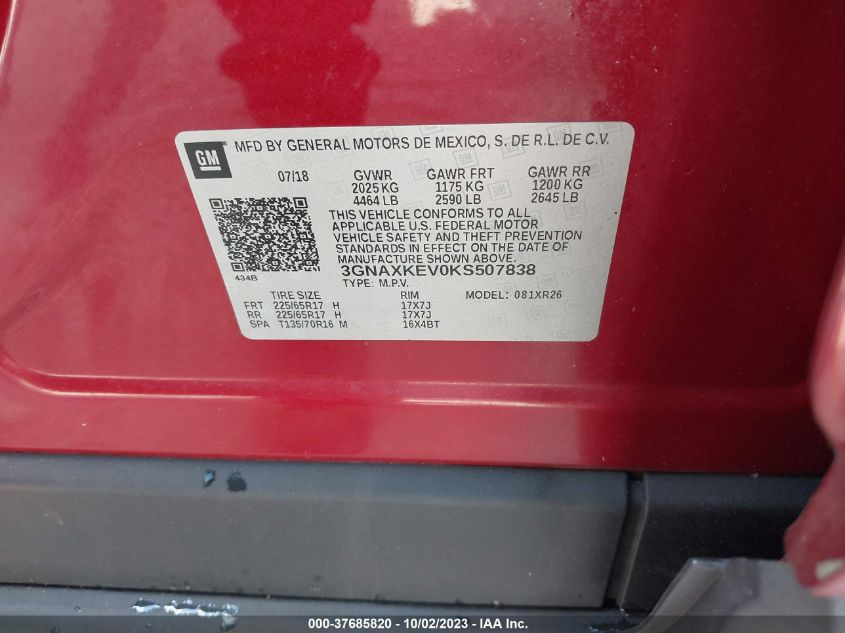 MFD BY GENERAL MOTORS DE MEXICO, S. DE R.L. DE C.V.
GM
07/18 GVWR GAWR FRT GAWR RR
2025 KG 1175 KG 1200 KG
4464 LB 2590 LB 2645 LB
THIS VEHICLE CONFORMS TO ALL
APPLICABLE U.S. FEDERAL MOTOR
VEHICLE SAFETY AND THEFT PREVENTION
STANDARDS IN EFFECT ON THE DATE OF
MANUFACTURE SHOWN ABOVE.
434B 3GNAXKEV0KS507838
TYPE: M.P.V.
TIRE SIZE RIM MODEL: 081XR26
FRT 225/65R17 H 17X7J
RR 225/65R17 H 17X7J
SPA T135/70R16 M 16X4BT
000-37685820 - 10/02/2023 - IAA Inc.